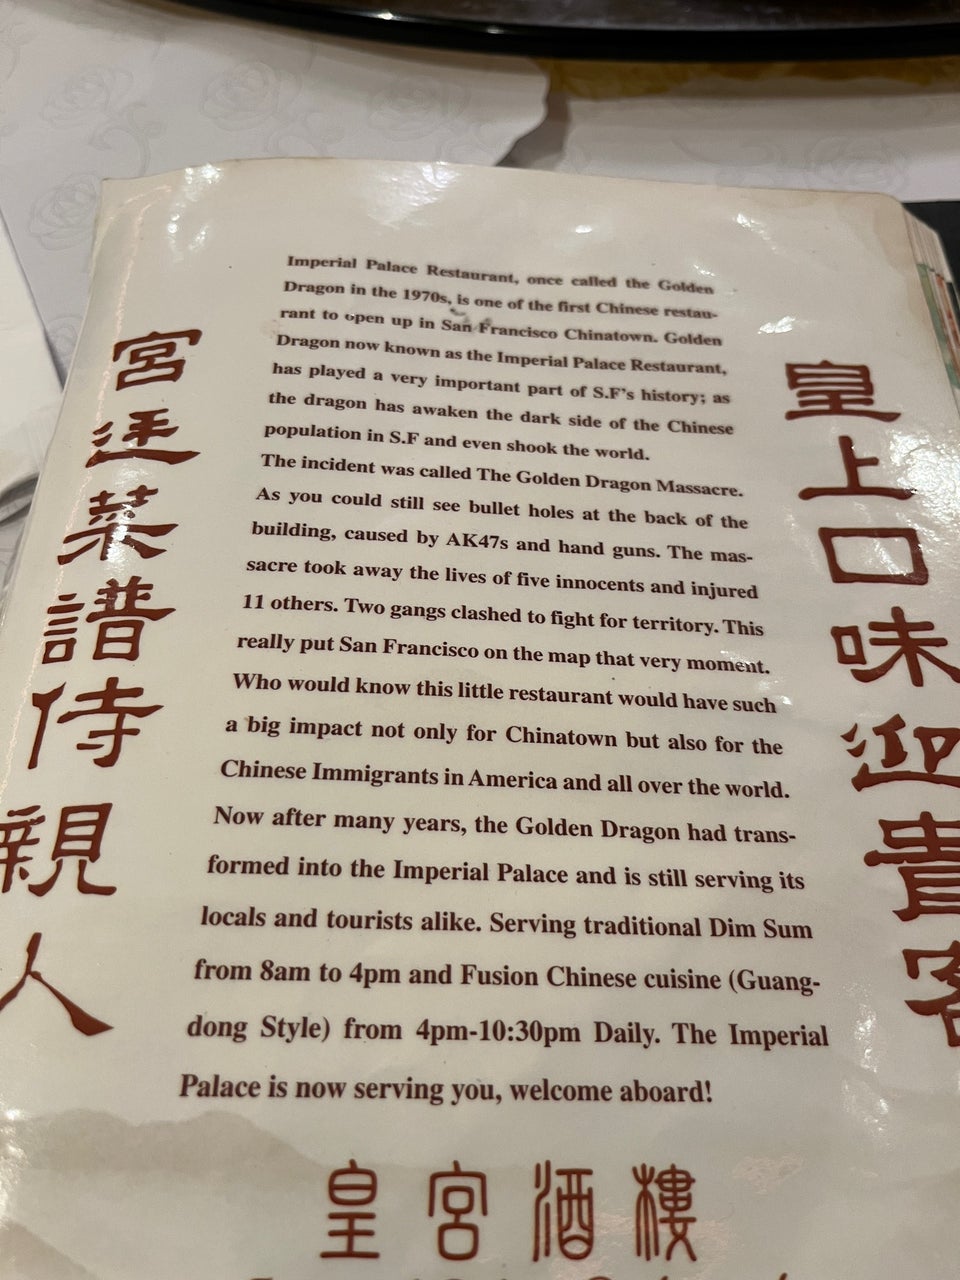 Imperial Palace Restaurant, once called the Golden
Dragon in the 1970s, is one of the first Chinese restau-
rant to open up in San Francisco Chinatown. Golden
Dragon now known as the Imperial Palace Restaurant,
has played a very important part of S.F's history; as
the dragon has awaken the dark side of the Chinese
population in S.F and even shook the world.
The incident was called The Golden Dragon Massacre.
As you could still see bullet holes at the back of the
building, caused by AK47s and hand guns. The mas-
sacre took away the lives of five innocents and injured
11 others. Two gangs clashed to fight for territory. This
really put San Francisco on the map that very moment.
Who would know this little restaurant would have such
a big impact not only for Chinatown but also for the
Chinese Immigrants in America and all over the world.
Now after many years, the Golden Dragon had trans-
formed into the Imperial Palace and is still serving its
locals and tourists alike. Serving traditional Dim Sum
from 8am to 4pm and Fusion Chinese cuisine (Guang-
dong Style) from 4pm-10:30pm Daily. The Imperial
Palace is now serving you, welcome aboard!
皇上口味迎貴客
宮廷菜譜侍親人
皇宮酒樓